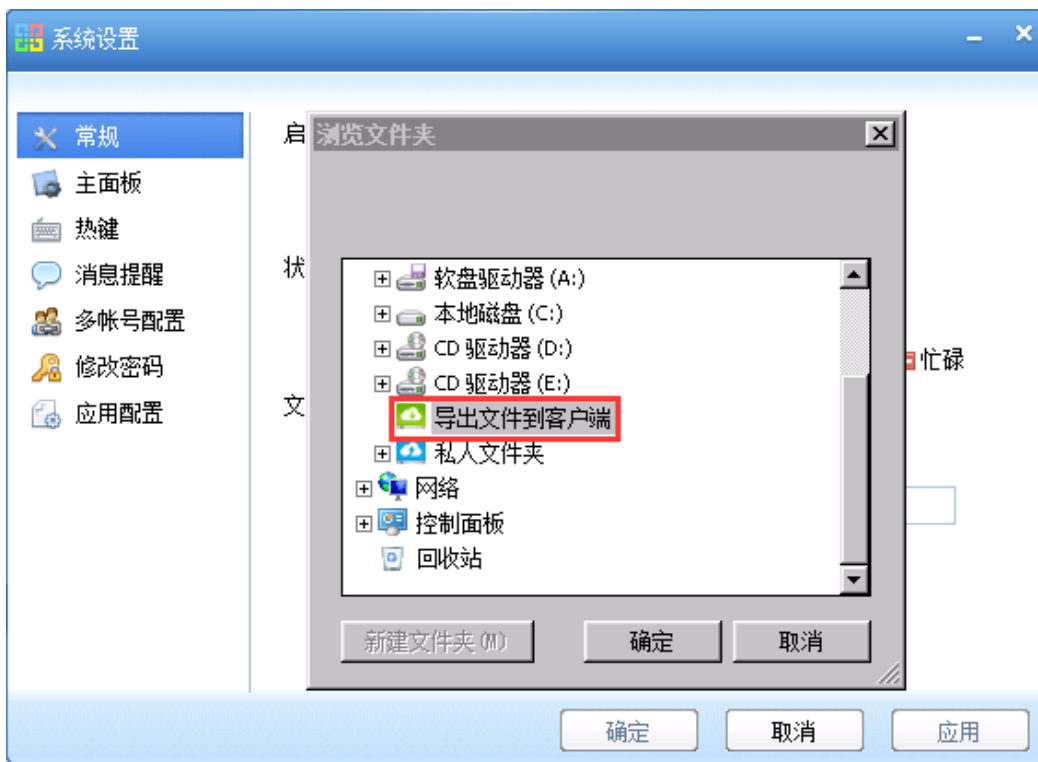 系统设置
常规
主面板
热键
消息提醒
多帐号配置
修改密码
应用配置
启
状
文
忙碌
浏览文件夹
软盘驱动器 (A:)
本地磁盘 (C:)
CD 驱动器 (D:)
CD 驱动器 (E:)
导出文件到客户端
私人文件夹
网络
控制面板
回收站
新建文件夹(M)
确定
取消
确定
取消
应用